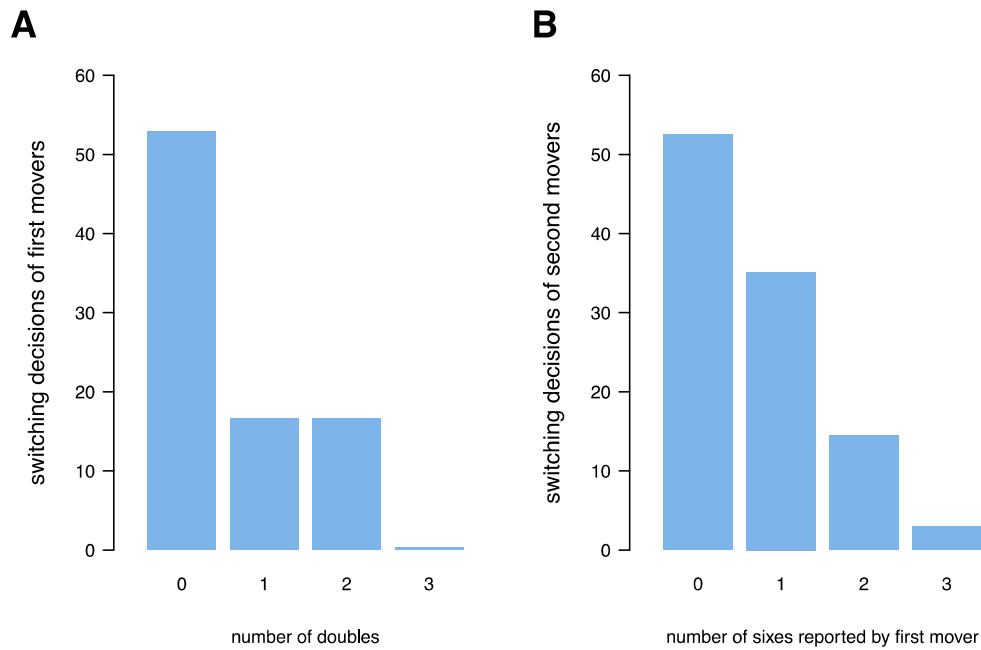 A
switching decisions of first movers
60
50
40
30
20
10
0
0 1 2 3
number of doubles
B
switching decisions of second movers
60
50
40
30
20
10
0
0 1 2 3
number of sixes reported by first mover